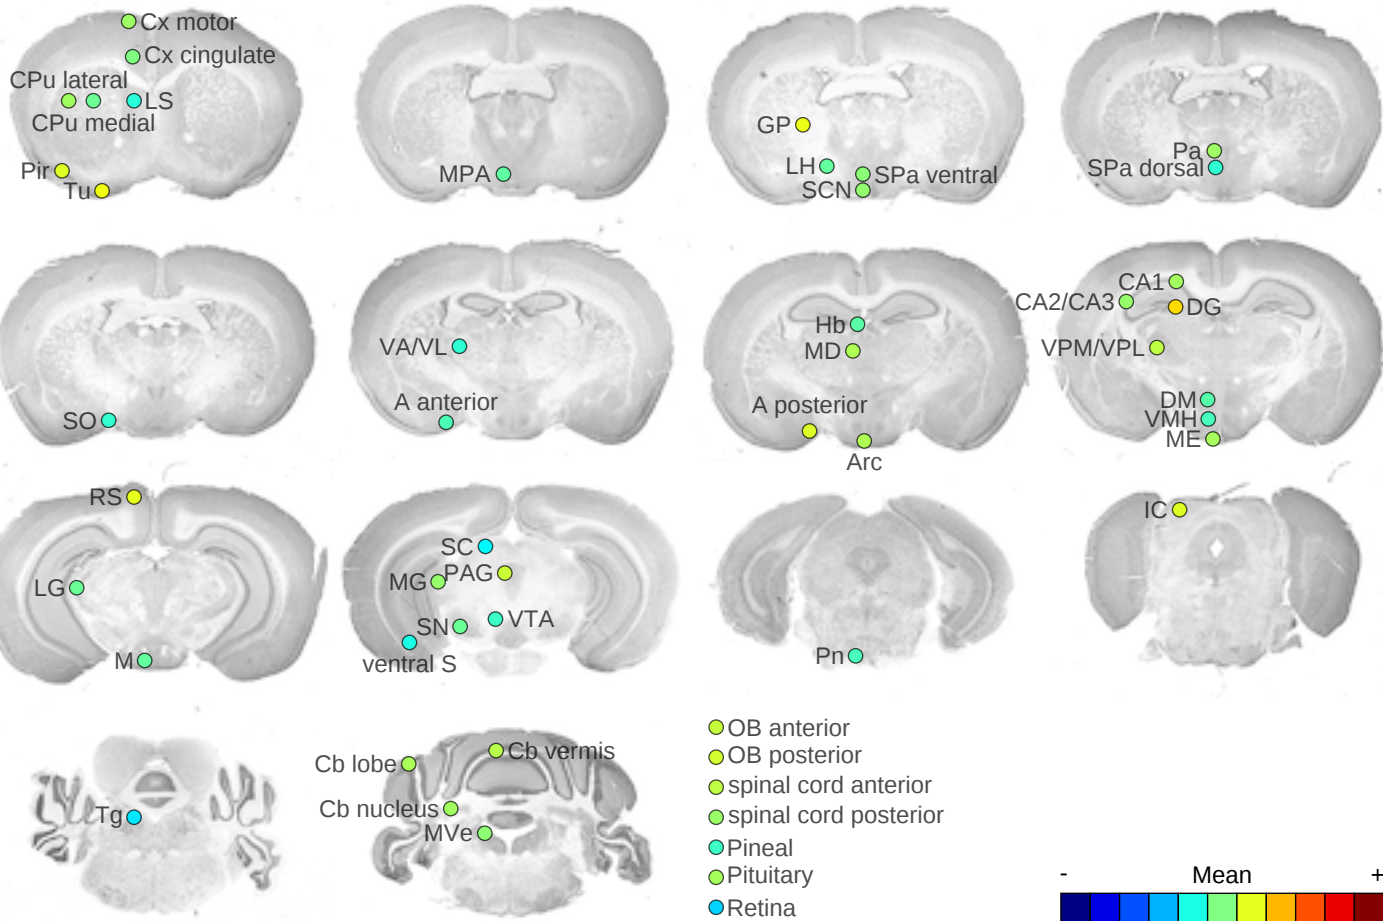 Cx motor
Cx cingulate
CPu lateral
LS
CPu medial
Pir
Tu
MPA
GP
LH
SPa ventral
SCN
Pa
SPa dorsal
SO
VA/VL
A anterior
Hb
MD
A posterior
Arc
CA1
CA2/CA3
DG
VPM/VPL
DM
VMH
ME
RS
LG
M
SC
PAG
MG
VTA
SN
ventral S
Pn
IC
Tg
Cb vermis
Cb lobe
Cb nucleus
MVe
OB anterior
OB posterior
spinal cord anterior
spinal cord posterior
Pineal
Pituitary
Retina
- Mean +